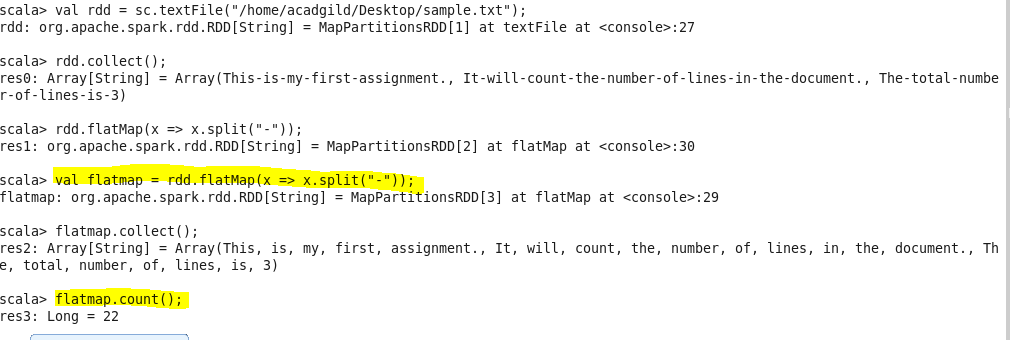 scala> val rdd = sc.textFile("/home/acadgild/Desktop/sample.txt");
rdd: org.apache.spark.rdd.RDD[String] = MapPartitionsRDD[1] at textFile at <console>:27
scala> rdd.collect();
res0: Array[String] = Array(This-is-my-first-assignment., It-will-count-the-number-of-lines-in-the-document., The-total-numbe
r-of-lines-is-3)
scala> rdd.flatMap(x => x.split("-"));
res1: org.apache.spark.rdd.RDD[String] = MapPartitionsRDD[2] at flatMap at <console>:30
scala> val flatmap = rdd.flatMap(x => x.split("-"));
flatmap: org.apache.spark.rdd.RDD[String] = MapPartitionsRDD[3] at flatMap at <console>:29
scala> flatmap.collect();
res2: Array[String] = Array(This, is, my, first, assignment., It, will, count, the, number, of, lines, in, the, document., Th
e, total, number, of, lines, is, 3)
scala> flatmap.count();
res3: Long = 22